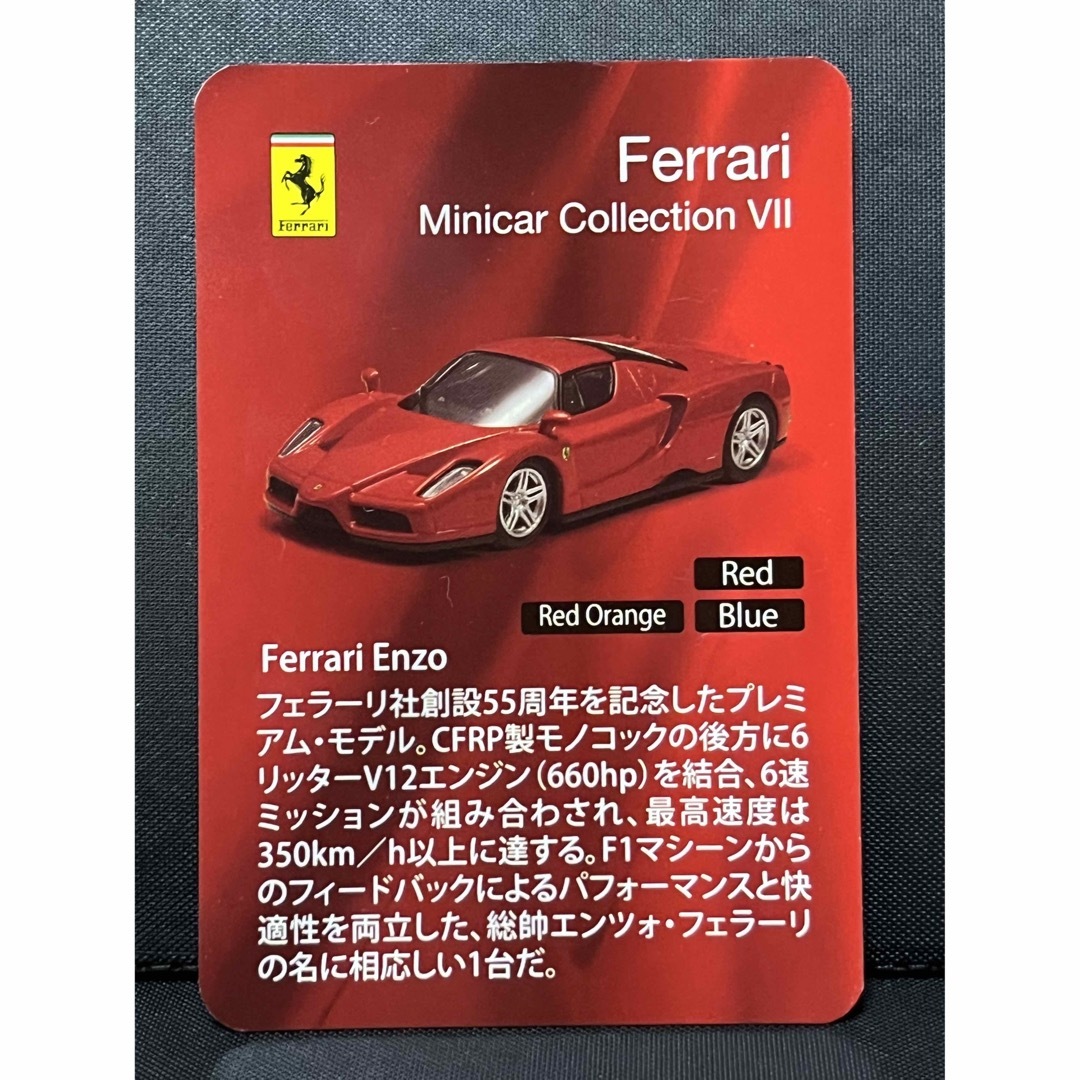 Ferrari
Ferrari
Minicar Collection VII
Red
Red Orange
Blue
Ferrari Enzo
フェラーリ社創設55周年を記念したプレミ
アム・モデル。CFRP製モノコックの後方に6
リッターV12エンジン(660hp)を結合、6速
ミッションが組み合わされ、最高速度は
350km/h以上に達する。F1マシーンから
のフィードバックによるパフォーマンスと快
適性を両立した、総帥エンツォ・フェラーリ
の名に相応しい1台だ。